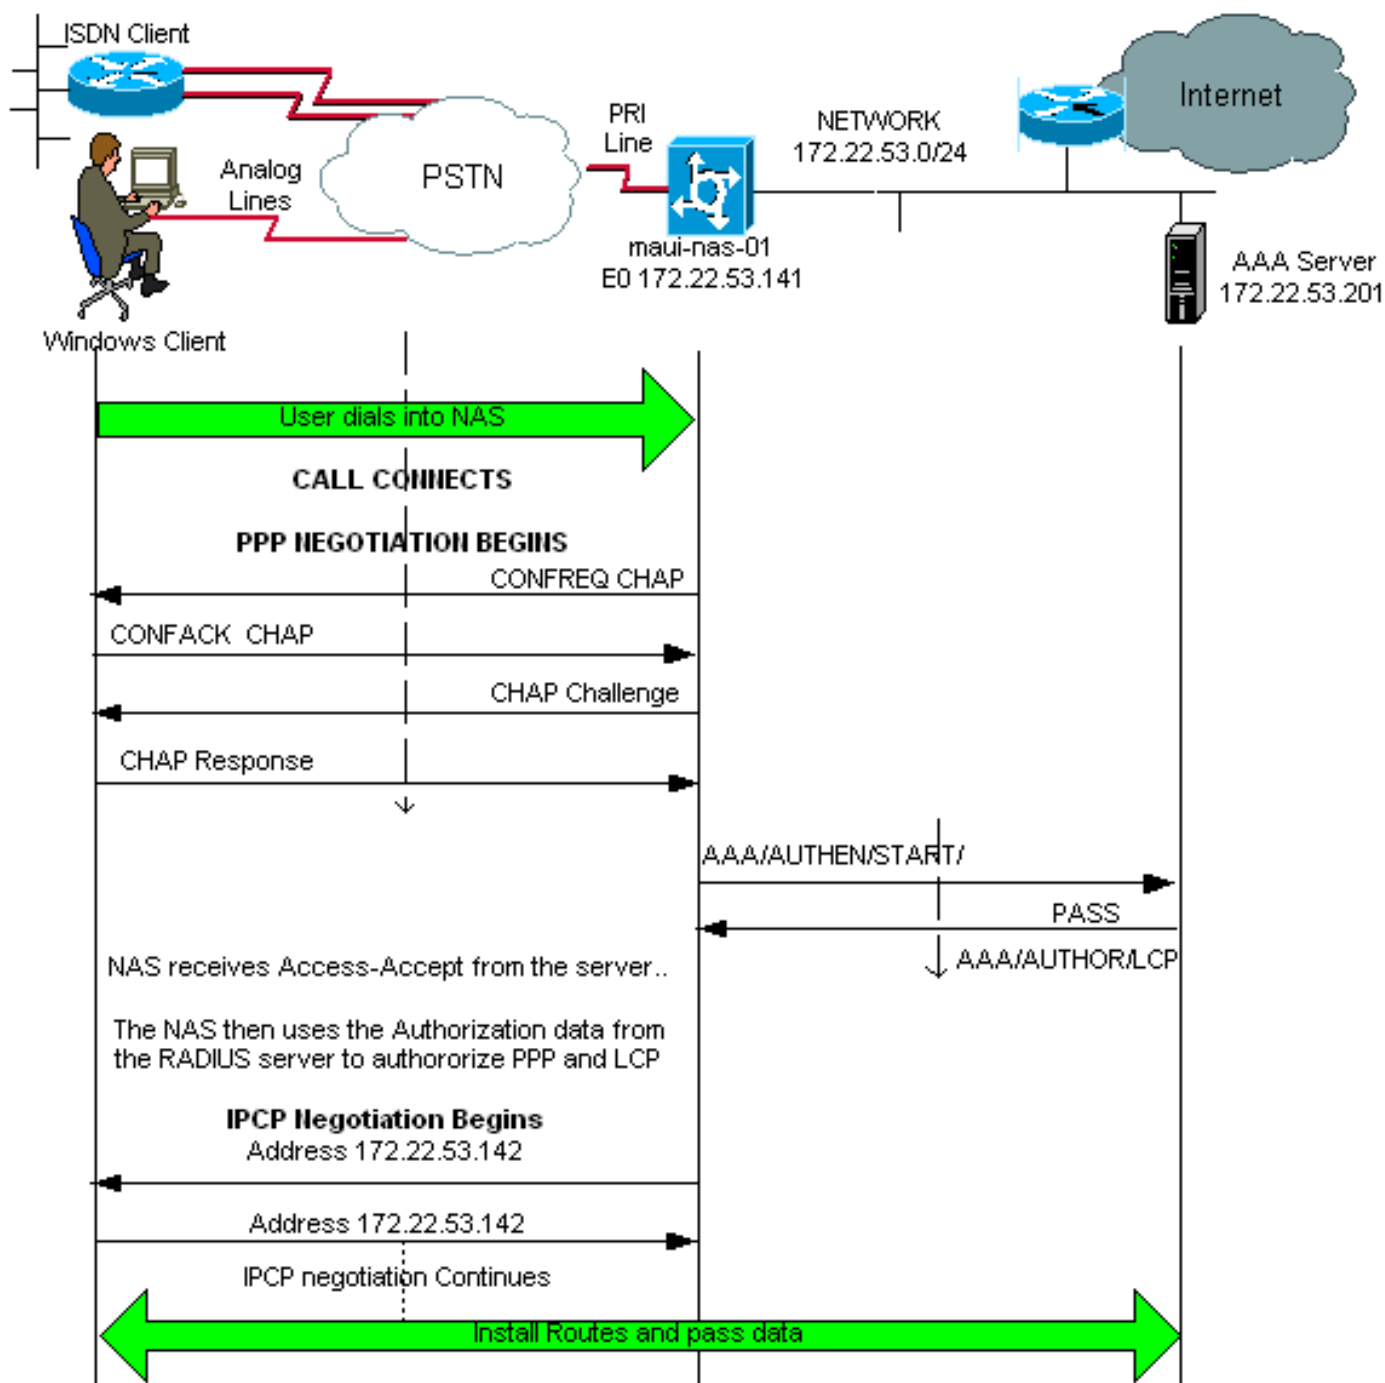 ISDN Client
Analog
Lines
PSTN
PRI
Line
maui-nas-01
E0 172.22.53.141
NETWORK
172.22.53.0/24
Internet
AAA Server
172.22.53.201
Windows Client
User dials into NAS
CALL CONNECTS
PPP NEGOTIATION BEGINS
CONFREQ CHAP
CONFACK CHAP
CHAP Challenge
CHAP Response
AAA/AUTHEN/START/
PASS
AAA/AUTHOR/LCP
NAS receives Access-Accept from the server..
The NAS then uses the Authorization data from
the RADIUS server to authororize PPP and LCP
IPCP Negotiation Begins
Address 172.22.53.142
Address 172.22.53.142
IPCP negotiation Continues
Install Routes and pass data